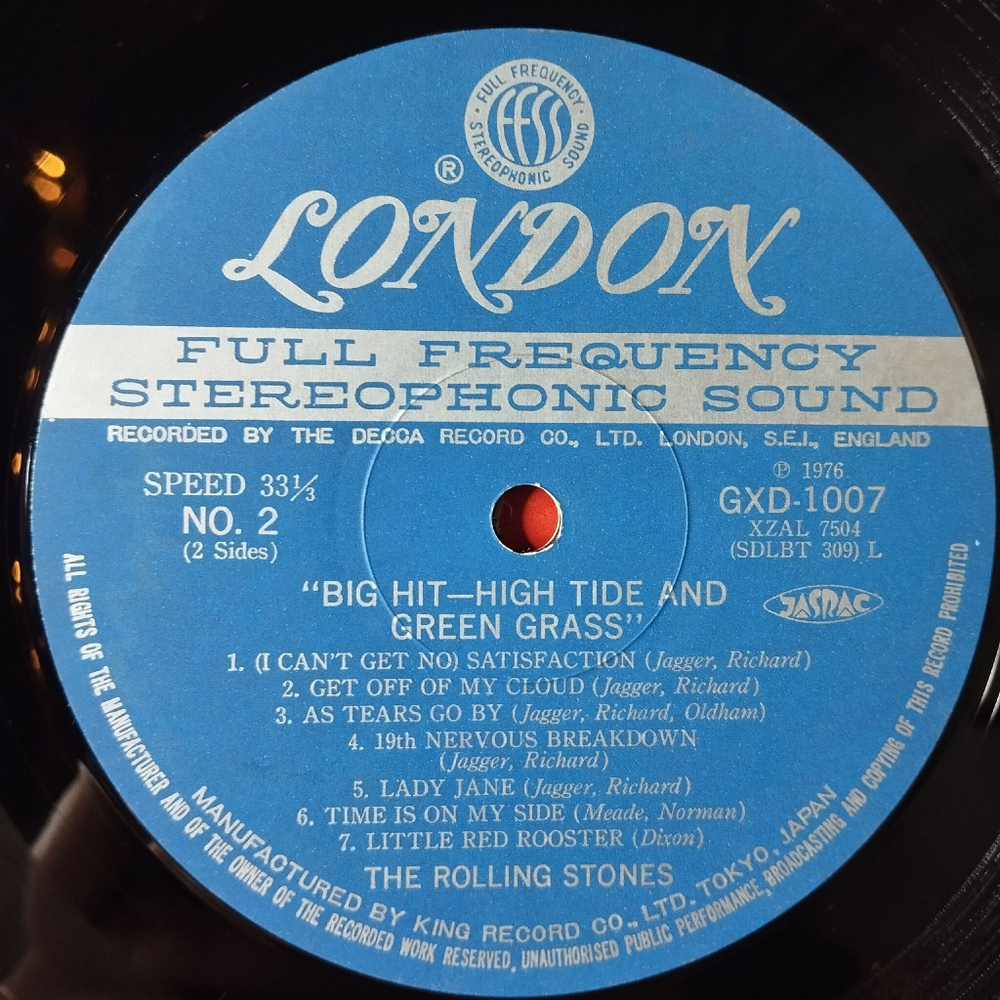 FULL FREQUENCY
FFSS
STEREOPHONIC SOUND
®
LONDON
FULL FREQUENCY
STEREOPHONIC SOUND
RECORDED BY THE DECCA RECORD CO., LTD. LONDON, S.E.I., ENGLAND
SPEED 33⅓
NO. 2
(2 Sides)
℗ 1976
GXD-1007
XZAL 7504
(SDLBT 309) L
JASRAC
"BIG HIT—HIGH TIDE AND
GREEN GRASS"
1. (I CAN'T GET NO) SATISFACTION (Jagger, Richard)
2. GET OFF OF MY CLOUD (Jagger, Richard)
3. AS TEARS GO BY (Jagger, Richard, Oldham)
4. 19th NERVOUS BREAKDOWN
(Jagger, Richard)
5. LADY JANE (Jagger, Richard)
6. TIME IS ON MY SIDE (Meade, Norman)
7. LITTLE RED ROOSTER (Dixon)
THE ROLLING STONES
MANUFACTURED BY KING RECORD CO., LTD. TOKYO, JAPAN
ALL RIGHTS OF THE MANUFACTURER AND OF THE OWNER OF THE RECORDED WORK RESERVED, UNAUTHORISED PUBLIC PERFORMANCE, BROADCASTING AND COPYING OF THIS RECORD PROHIBITED